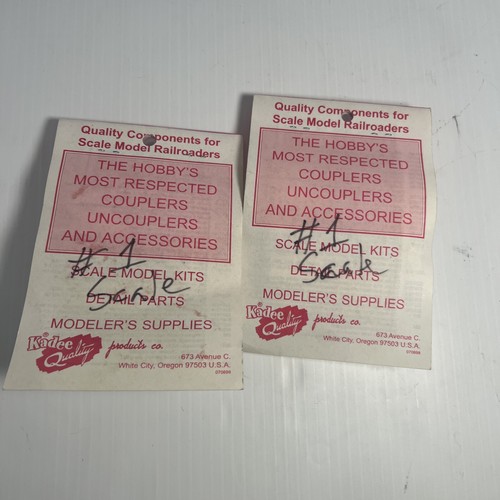 Quality Components for
Scale Model Railroaders
THE HOBBY'S
MOST RESPECTED
COUPLERS
UNCOUPLERS
AND ACCESSORIES
SCALE MODEL KITS
DETAIL PARTS
MODELER'S SUPPLIES
# 1
Scale
Kadee®
Quality
products co.
673 Avenue C.
White City, Oregon 97503 U.S.A.
Quality Components for
Scale Model Railroaders
THE HOBBY'S
MOST RESPECTED
COUPLERS
UNCOUPLERS
AND ACCESSORIES
SCALE MODEL KITS
DETAIL PARTS
MODELER'S SUPPLIES
# 1
Scale
Kadee®
Quality
products co.
673 Avenue C.
White City, Oregon 97503 U.S.A.